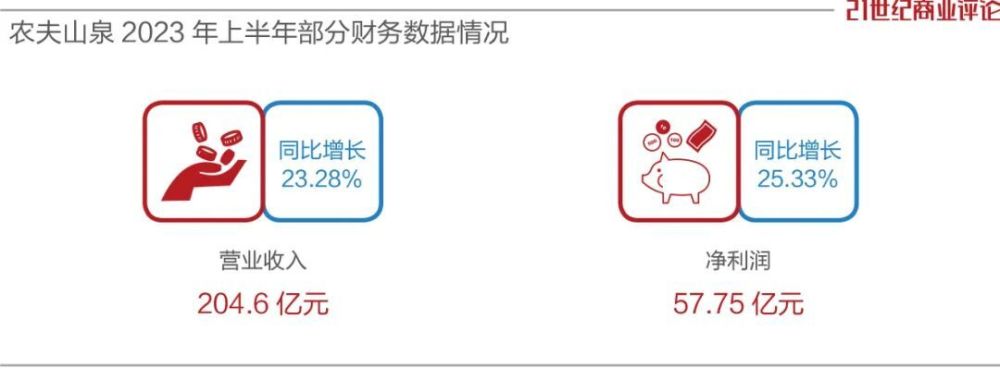 21世纪商业评论
农夫山泉 2023 年上半年部分财务数据情况
同比增长
23.28%
同比增长
25.33%
营业收入
净利润
204.6 亿元
57.75 亿元